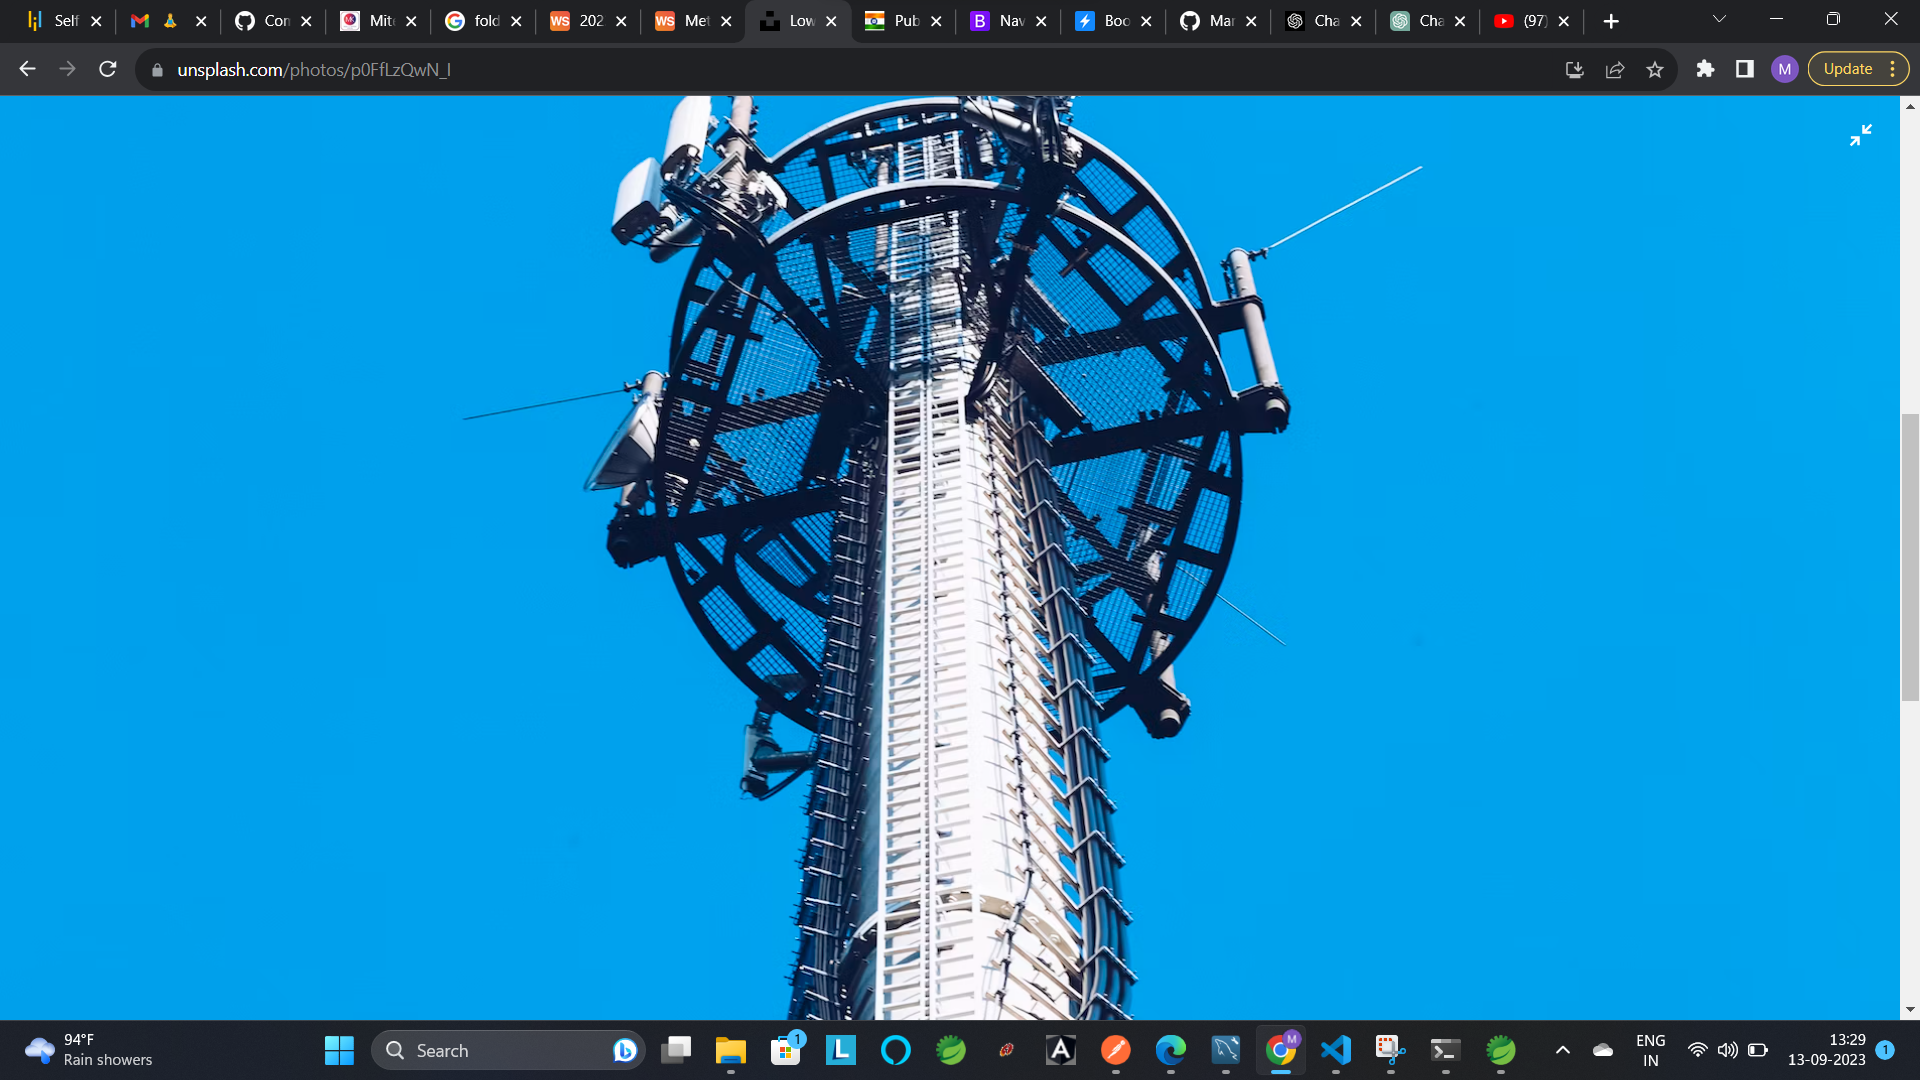 Self
Con
Mit
fold
WS 202
WS Met
Low
Pub
B Nav
Boo
Mar
Cha
Cha
(97)
unsplash.com/photos/p0FfLzQwN_I
M
Update
94°F
Rain showers
Search
1
L
A
M
ENG
IN
13:29
13-09-2023
1